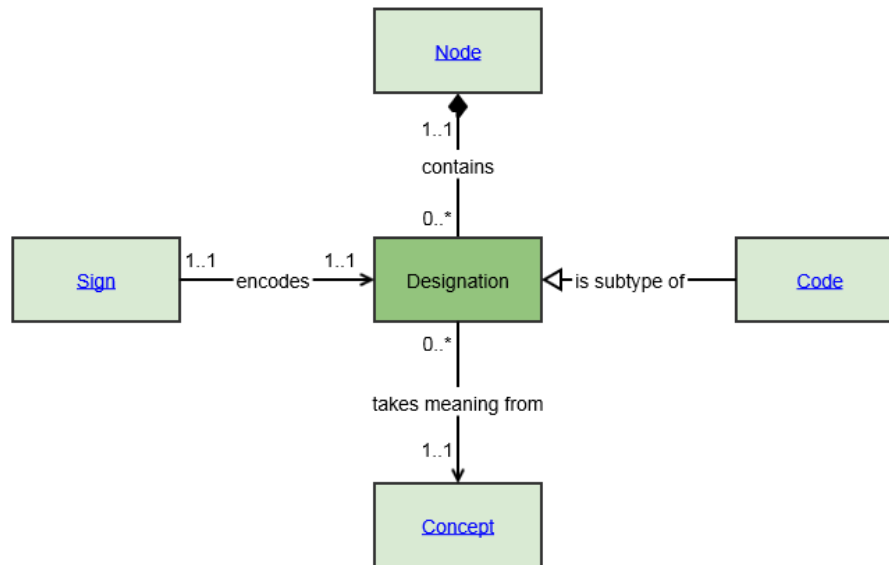 Node
1..1
contains
0..*
Sign
1..1
encodes
1..1
Designation
is subtype of
Code
0..*
takes meaning from
1..1
Concept